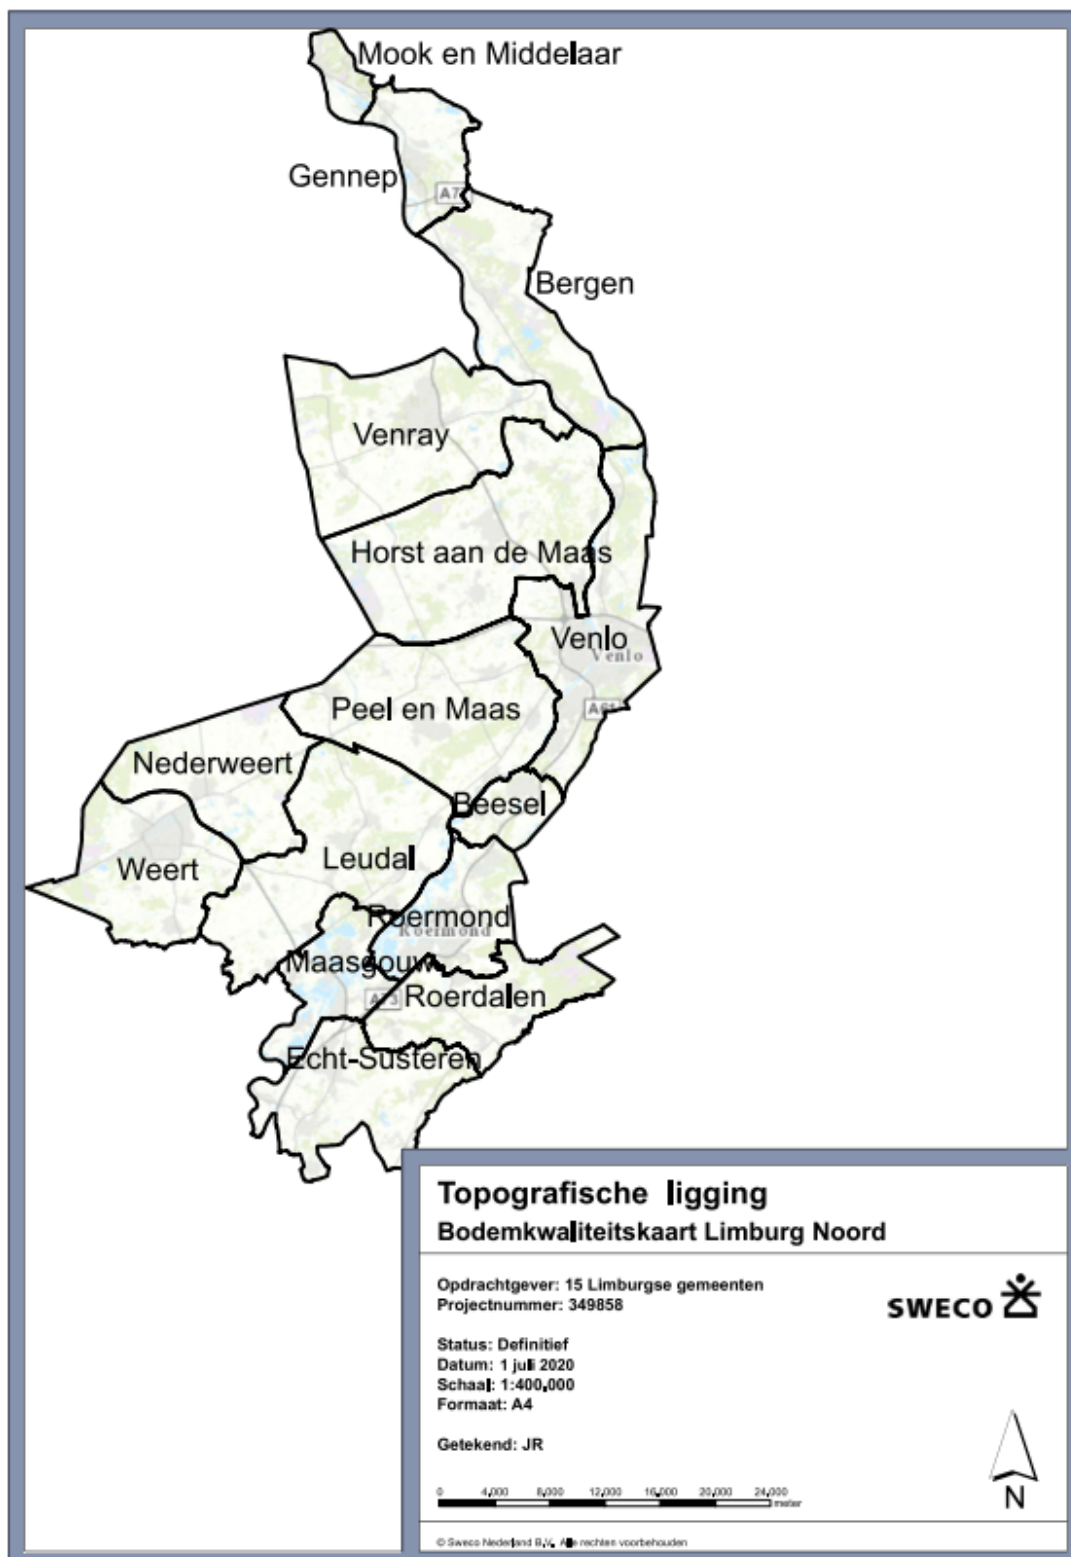 Mook en Middelaar
Gennep
Bergen
Venray
Horst aan de Maas
Venlo
Venlo
Peel en Maas
Nederweert
Beesel
Leudal
Weert
Roermond
Roermond
Maasgouw
A73
Roerdalen
Echt-Susteren
Topografische ligging
Bodemkwaliteitskaart Limburg Noord
Opdrachtgever: 15 Limburgse gemeenten
Projectnummer: 349858
SWECO
Status: Definitief
Datum: 1 juli 2020
Schaal: 1:400,000
Formaat: A4
Getekend: JR
N
0 4,000 8,000 12,000 16,000 20,000 24,000
meter
© Sweco Nederland B.V. Alle rechten voorbehouden